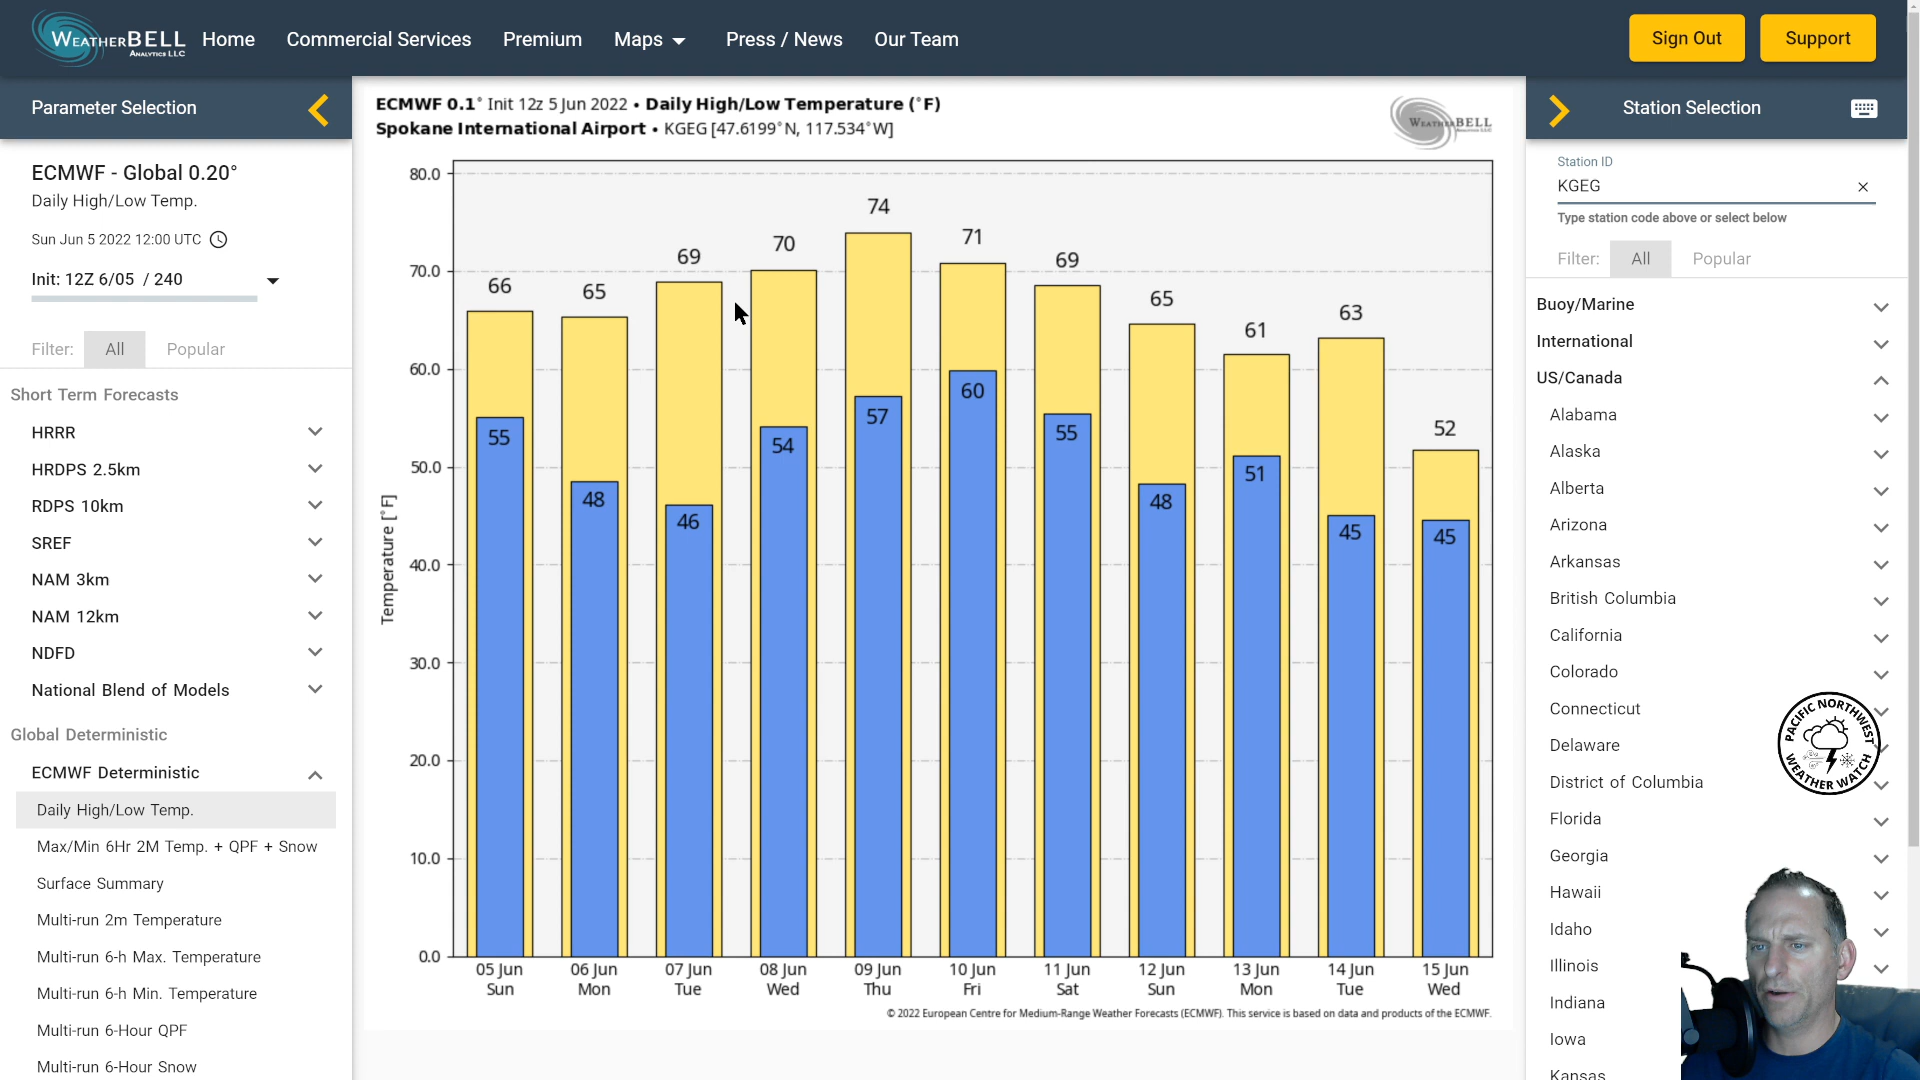 WEATHERBELL
ANALYTICS LLC
Home
Commercial Services
Premium
Maps
Press / News
Our Team
Sign Out
Support
Parameter Selection
ECMWF - Global 0.20°
Daily High/Low Temp.
Sun Jun 5 2022 12:00 UTC
Init: 12Z 6/05 / 240
Filter: All Popular
Short Term Forecasts
HRRR
HRDPS 2.5km
RDPS 10km
SREF
NAM 3km
NAM 12km
NDFD
National Blend of Models
Global Deterministic
ECMWF Deterministic
Daily High/Low Temp.
Max/Min 6Hr 2M Temp. + QPF + Snow
Surface Summary
Multi-run 2m Temperature
Multi-run 6-h Max. Temperature
Multi-run 6-h Min. Temperature
Multi-run 6-Hour QPF
Multi-run 6-Hour Snow
ECMWF 0.1° Init 12z 5 Jun 2022 • Daily High/Low Temperature (°F)
Spokane International Airport • KGEG [47.6199°N, 117.534°W]
WEATHERBELL
Temperature [°F]
80.0
70.0
60.0
50.0
40.0
30.0
20.0
10.0
0.0
66 65 69 70 74 71 69 65 61 63 52
55 48 46 54 57 60 55 48 51 45 45
05 Jun 06 Jun 07 Jun 08 Jun 09 Jun 10 Jun 11 Jun 12 Jun 13 Jun 14 Jun 15 Jun
Sun Mon Tue Wed Thu Fri Sat Sun Mon Tue Wed
© 2022 European Centre for Medium-Range Weather Forecasts (ECMWF). This service is based on data and products of the ECMWF.
Station Selection
Station ID
KGEG
Type station code above or select below
Filter: All Popular
Buoy/Marine
International
US/Canada
Alabama
Alaska
Alberta
Arizona
Arkansas
British Columbia
California
Colorado
Connecticut
Delaware
District of Columbia
Florida
Georgia
Hawaii
Idaho
Illinois
Indiana
Iowa
Kansas
PACIFIC NORTHWEST
WEATHER WATCH